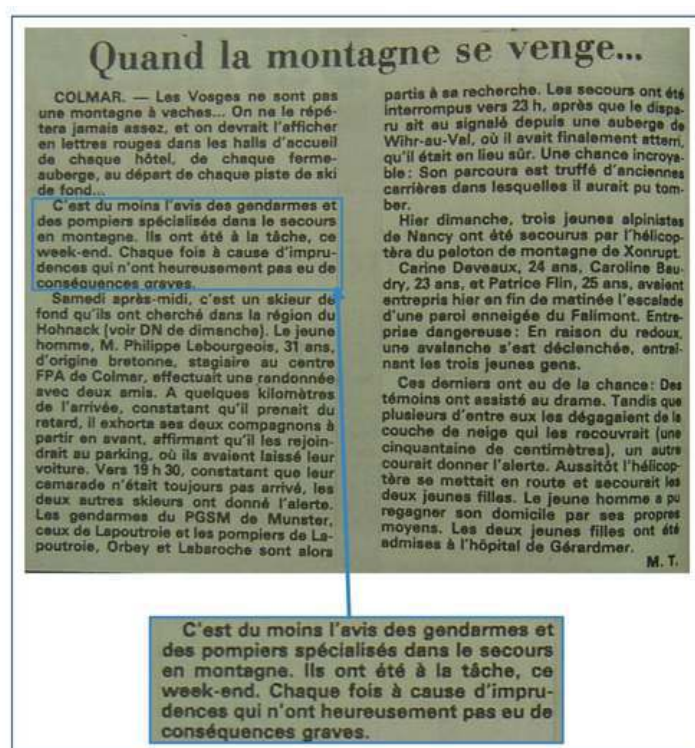 Quand la montagne se venge...
COLMAR. — Les Vosges ne sont pas
une montagne à vaches... On ne le répé-
tera jamais assez, et on devrait l'afficher
en lettres rouges dans les halls d'accueil
de chaque hôtel, de chaque ferme-
auberge, au départ de chaque piste de ski
de fond...
C'est du moins l'avis des gendarmes et
des pompiers spécialisés dans le secours
en montagne. Ils ont été à la tâche, ce
week-end. Chaque fois à cause d'impru-
dences qui n'ont heureusement pas eu de
conséquences graves.
Samedi après-midi, c'est un skieur de
fond qu'ils ont cherché dans la région du
Hohnack (voir DN de dimanche). Le jeune
homme, M. Philippe Lebourgeois, 31 ans,
d'origine bretonne, stagiaire au centre
FPA de Colmar, effectuait une randonnée
avec deux amis. A quelques kilomètres
de l'arrivée, constatant qu'il prenait du
retard, il exhorta ses deux compagnons à
partir en avant, affirmant qu'il les rejoin-
drait au parking, où ils avaient laissé leur
voiture. Vers 19 h 30, constatant que leur
camarade n'était toujours pas arrivé, les
deux autres skieurs ont donné l'alerte.
Les gendarmes du PGSM de Munster,
ceux de Lapoutroie et les pompiers de La-
poutroie, Orbey et Labaroche sont alors
partis à sa recherche. Les secours ont été
interrompus vers 23 h, après que le dispa-
ru ait au signalé depuis une auberge de
Wihr-au-Val, où il avait finalement atterri,
qu'il était en lieu sûr. Une chance incroya-
ble : Son parcours est truffé d'anciennes
carrières dans lesquelles il aurait pu tom-
ber.
Hier dimanche, trois jeunes alpinistes
de Nancy ont été secourus par l'hélicop-
tère du peloton de montagne de Xonrupt.
Carine Deveaux, 24 ans, Caroline Bau-
dry, 23 ans, et Patrice Flin, 25 ans, avaient
entrepris hier en fin de matinée l'escalade
d'une paroi enneigée du Falimont. Entre-
prise dangereuse : En raison du redoux,
une avalanche s'est déclenchée, entraî-
nant les trois jeunes gens.
Ces derniers ont eu de la chance : Des
témoins ont assisté au drame. Tandis que
plusieurs d'entre eux les dégageaient de la
couche de neige qui les recouvrait (une
cinquantaine de centimètres), un autre
courait donner l'alerte. Aussitôt l'hélicop-
tère se mettait en route et secourait les
deux jeunes filles. Le jeune homme a pu
regagner son domicile par ses propres
moyens. Les deux jeunes filles ont été
admises à l'hôpital de Gérardmer.
M. T.
C'est du moins l'avis des gendarmes et
des pompiers spécialisés dans le secours
en montagne. Ils ont été à la tâche, ce
week-end. Chaque fois à cause d'impru-
dences qui n'ont heureusement pas eu de
conséquences graves.